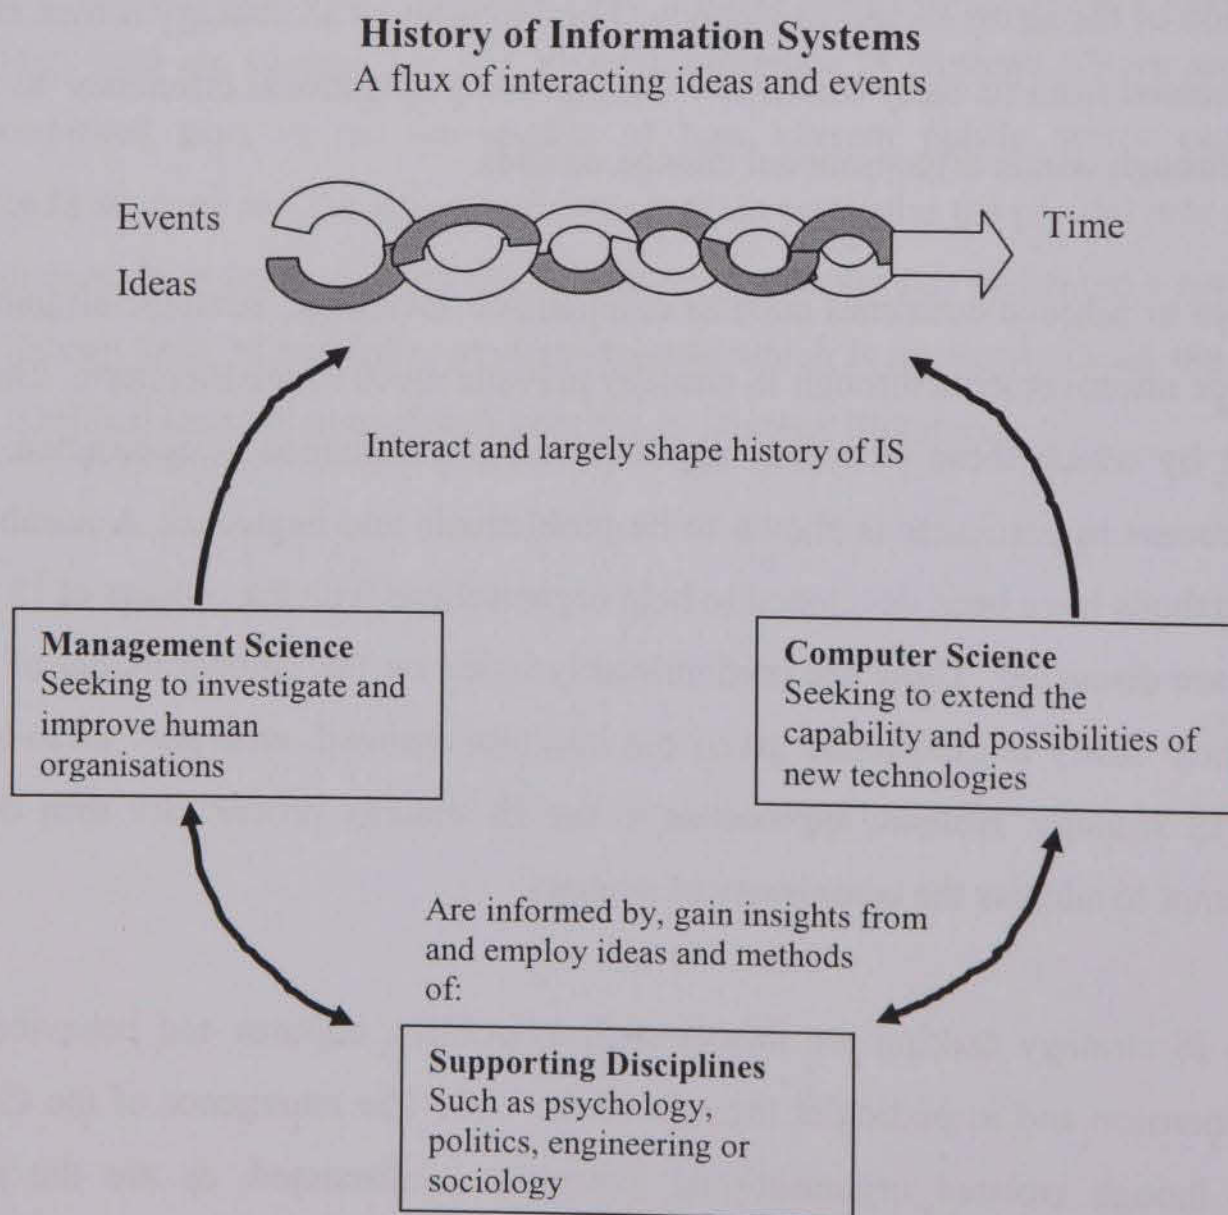 History of Information Systems
A flux of interacting ideas and events
Events
Time
Ideas
Interact and largely shape history of IS
Management Science
Seeking to investigate and
improve human
organisations
Computer Science
Seeking to extend the
capability and possibilities of
new technologies
Are informed by, gain insights from
and employ ideas and methods
of:
Supporting Disciplines
Such as psychology,
politics, engineering or
sociology